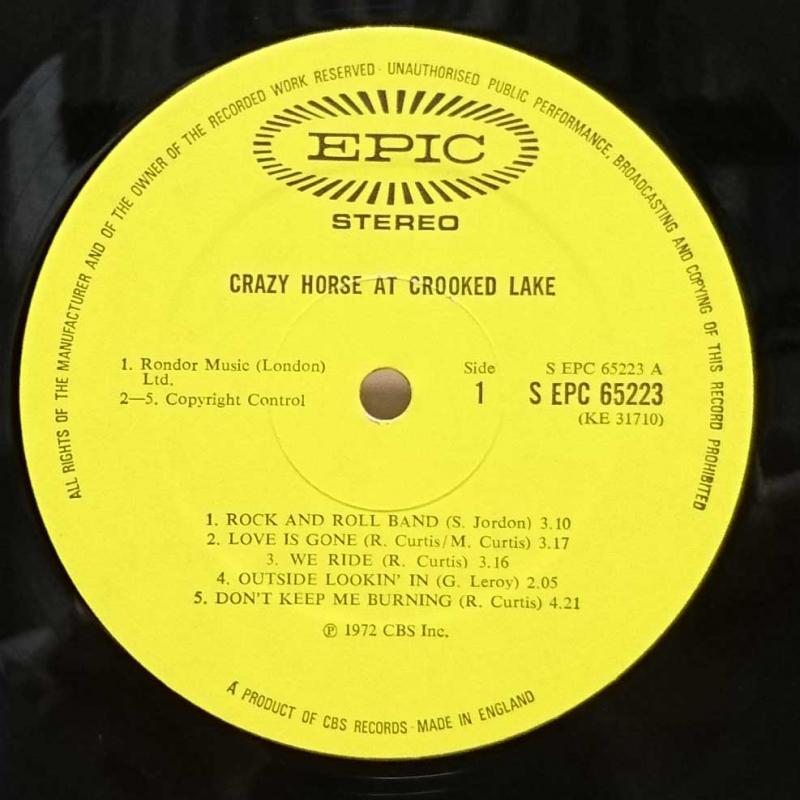 ALL RIGHTS OF THE MANUFACTURER AND OF THE OWNER OF THE RECORDED WORK RESERVED · UNAUTHORISED PUBLIC PERFORMANCE, BROADCASTING AND COPYING OF THIS RECORD PROHIBITED
EPIC
STEREO
CRAZY HORSE AT CROOKED LAKE
1. Rondor Music (London)
Ltd.
2—5. Copyright Control
Side
1
S EPC 65223 A
S EPC 65223
(KE 31710)
1. ROCK AND ROLL BAND (S. Jordon) 3.10
2. LOVE IS GONE (R. Curtis/M. Curtis) 3.17
3. WE RIDE (R. Curtis) 3.16
4. OUTSIDE LOOKIN' IN (G. Leroy) 2.05
5. DON'T KEEP ME BURNING (R. Curtis) 4.21
℗ 1972 CBS Inc.
A PRODUCT OF CBS RECORDS · MADE IN ENGLAND